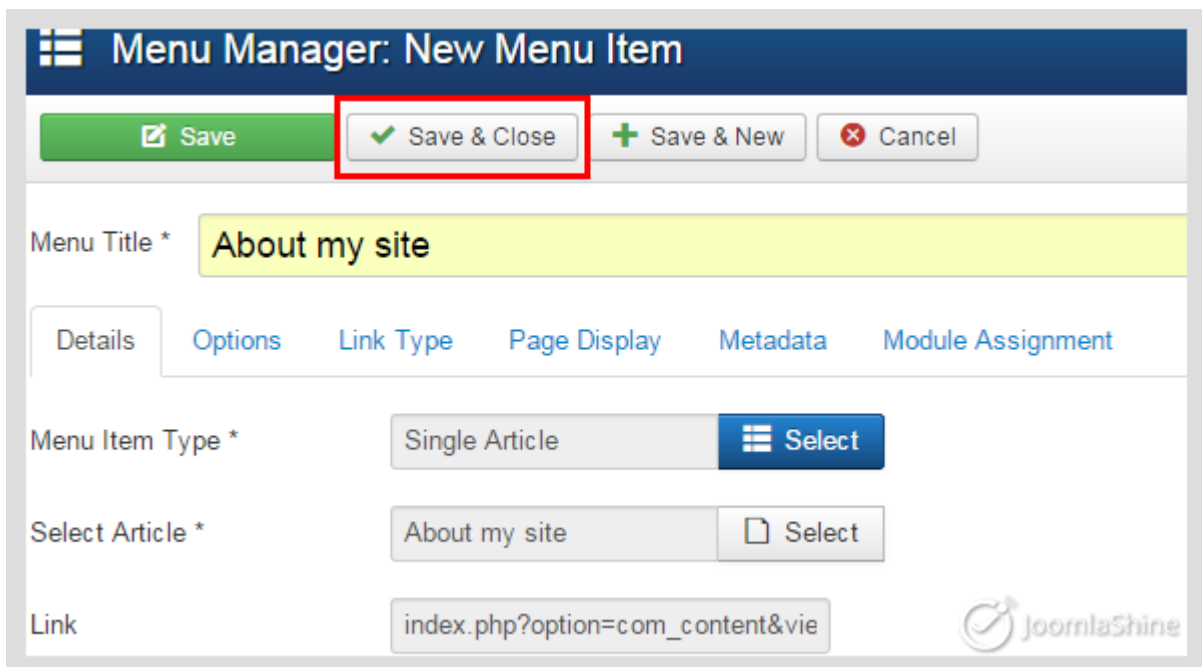 Menu Manager: New Menu Item
Save Save & Close Save & New Cancel
Menu Title * About my site
Details Options Link Type Page Display Metadata Module Assignment
Menu Item Type * Single Article Select
Select Article * About my site Select
Link index.php?option=com_content&vie
JoomlaShine